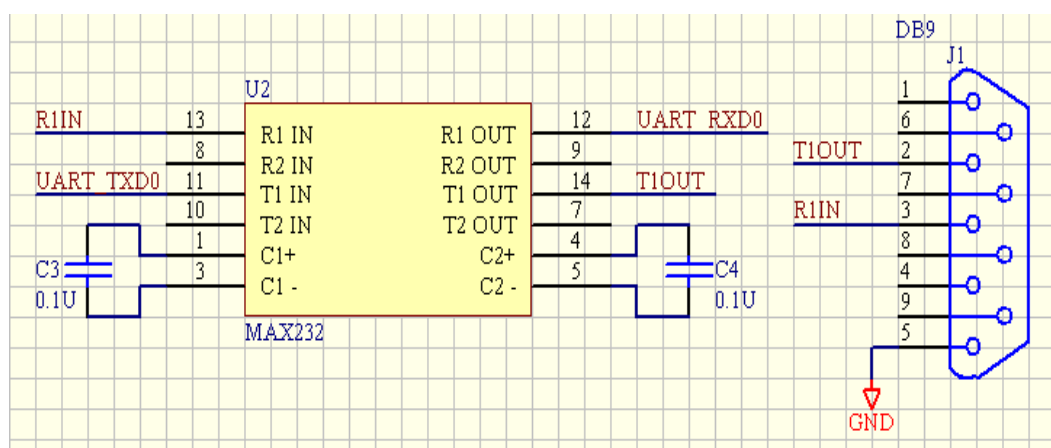 DB9
J1
U2
R1IN 13 R1 IN R1 OUT 12 UART_RXD0
8 R2 IN R2 OUT 9
UART_TXD0 11 T1 IN T1 OUT 14 T1OUT
10 T2 IN T2 OUT 7
1 C1+ C2+ 4
3 C1 - C2 - 5
C3
0.1U
C4
0.1U
MAX232
1
6
T1OUT 2
7
R1IN 3
8
4
9
5
GND